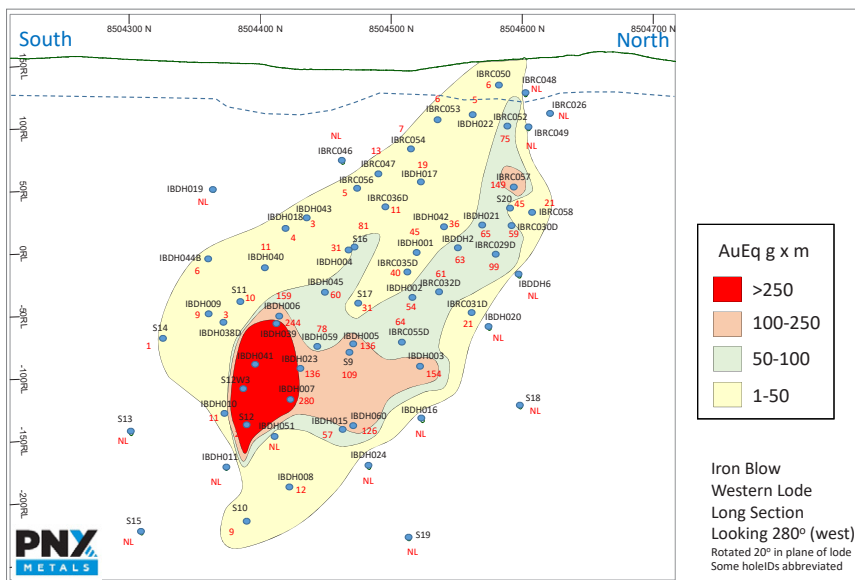 8504300 N 8504400 N 8504500 N 8504600 N 8504700 N
South North
150RL
100RL
50RL
0RL
-50RL
-100RL
-150RL
-200RL
IBRC050
6
IBRC048
NL
IBRC026
NL
IBRC053
6
5
IBDH022
IBRC052
75
IBRC049
NL
7
IBRC054
NL
IBRC046
13
IBRC047
19
IBDH017
IBRC056
5
IBRC057
149
IBDH019
NL
IBRC036D
11
S20
45
21
IBRC058
IBDH043
3
IBDH018
4
81
S16
31
IBDH004
IBDH042
36
45
IBDH001
IBDH021
65
59
IBRC030D
IBDDH2
63
IBRC029D
99
IBDH044B
6
11
IBDH040
IBRC035D
40
61
IBRC032D
IBDDH6
NL
IBDH045
60
IBDH002
54
S17
31
S11
10
159
IBDH006
244
IBDH039
IBDH009
9
3
IBDH038D
IBRC031D
21
IBDH020
NL
S14
1
78
IBDH059
IBDH005
136
S9
109
64
IBRC055D
IBDH041
IBDH023
136
IBDH003
154
S12W3
IBDH007
280
IBDH010
11
S12
S18
NL
IBDH016
NL
S13
NL
IBDH051
NL
IBDH015
57
IBDH060
126
IBDH011
NL
IBDH024
NL
IBDH008
12
S10
9
S15
NL
S19
NL
PNX
METALS
AuEq g x m
>250
100-250
50-100
1-50
Iron Blow
Western Lode
Long Section
Looking 280º (west)
Rotated 20° in plane of lode
Some holeIDs abbreviated